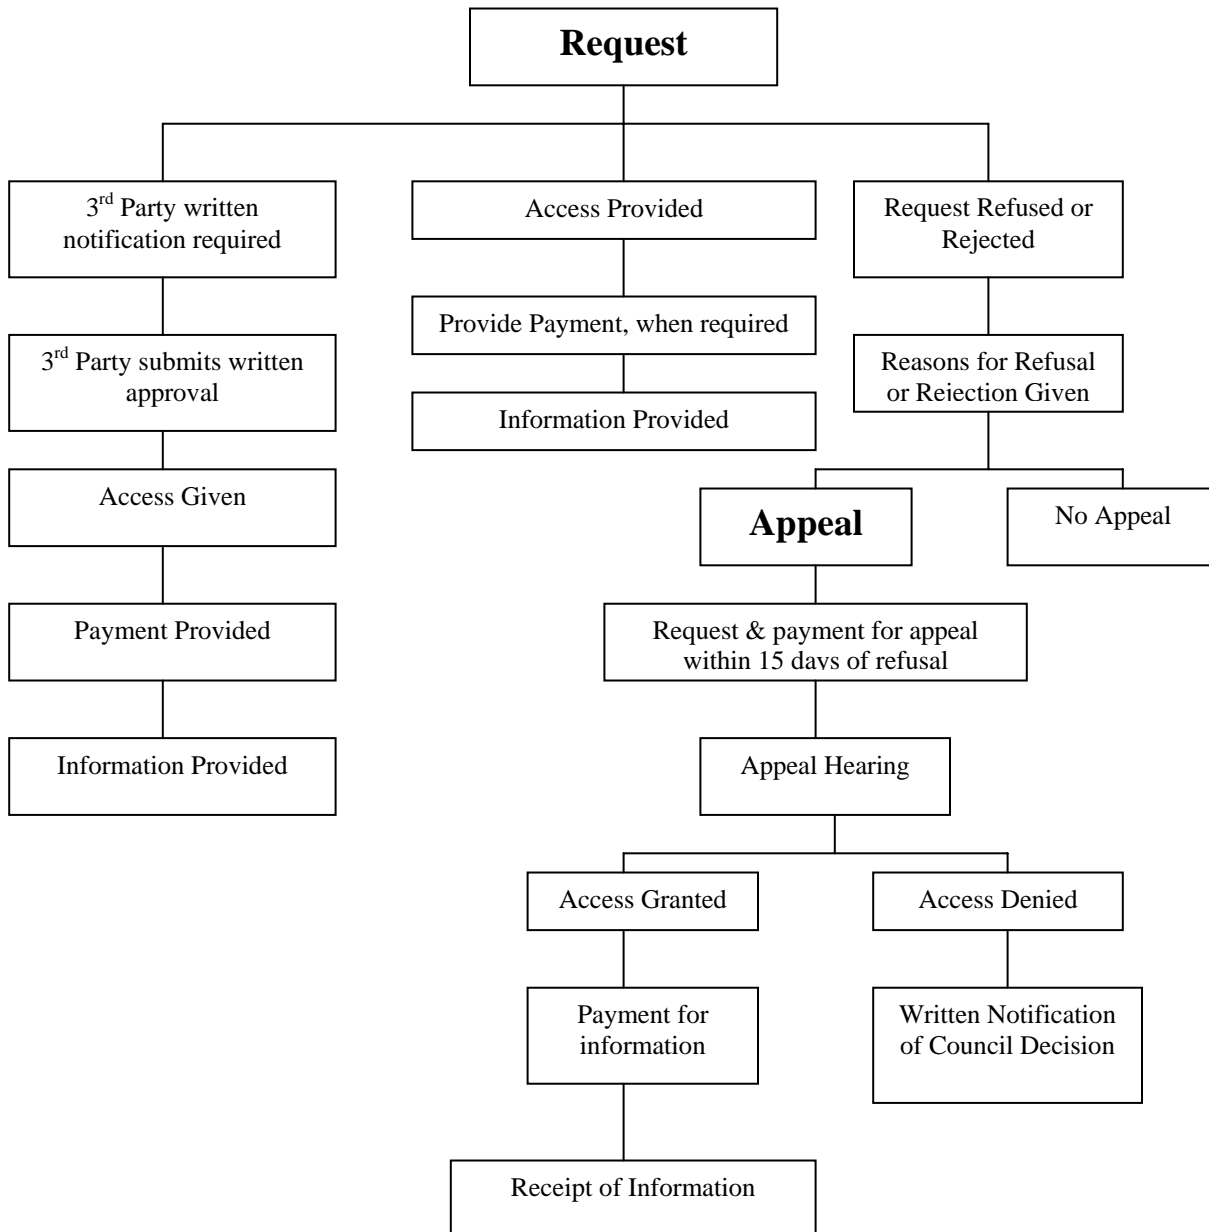 Request
3rd Party written
notification required
Access Provided
Request Refused or
Rejected
Provide Payment, when required
3rd Party submits written
approval
Reasons for Refusal
or Rejection Given
Information Provided
Access Given
Appeal
No Appeal
Payment Provided
Request & payment for appeal
within 15 days of refusal
Information Provided
Appeal Hearing
Access Granted
Access Denied
Payment for
information
Written Notification
of Council Decision
Receipt of Information